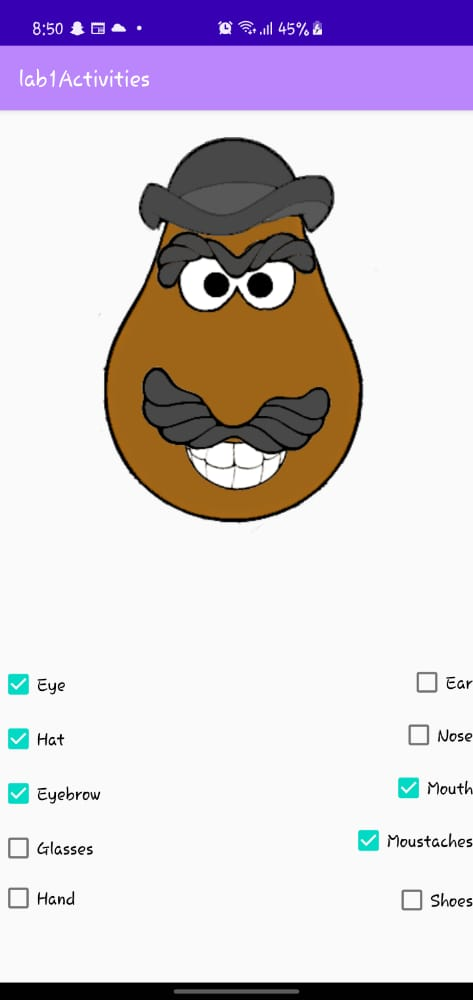 8:50 45%
lab1Activities
Eye
Hat
Eyebrow
Glasses
Hand
Ear
Nose
Mouth
Moustaches
Shoes